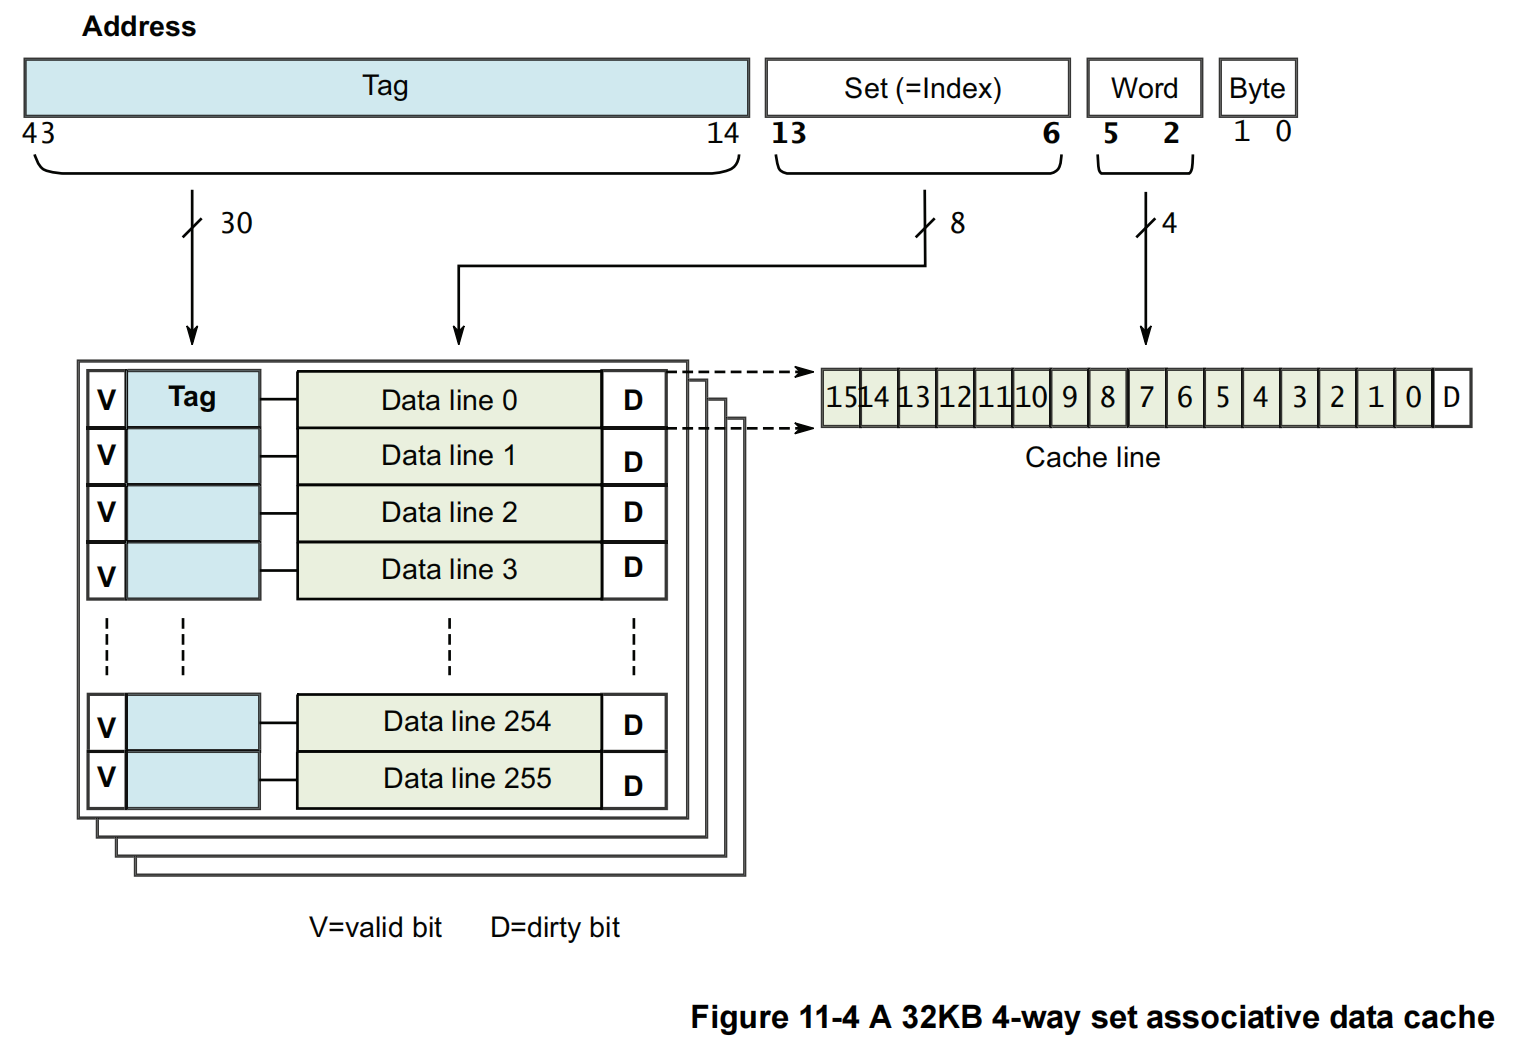 Address
Tag Set (=Index) Word Byte
43 14 13 6 5 2 1 0
30 8 4
V Tag Data line 0 D
15 14 13 12 11 10 9 8 7 6 5 4 3 2 1 0 D
V Data line 1 D
Cache line
V Data line 2 D
V Data line 3 D
V Data line 254 D
V Data line 255 D
V=valid bit D=dirty bit
Figure 11-4 A 32KB 4-way set associative data cache